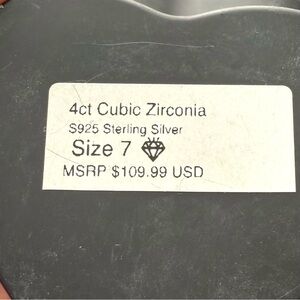 4ct Cubic Zirconia
S925 Sterling Silver
Size 7
MSRP $109.99 USD